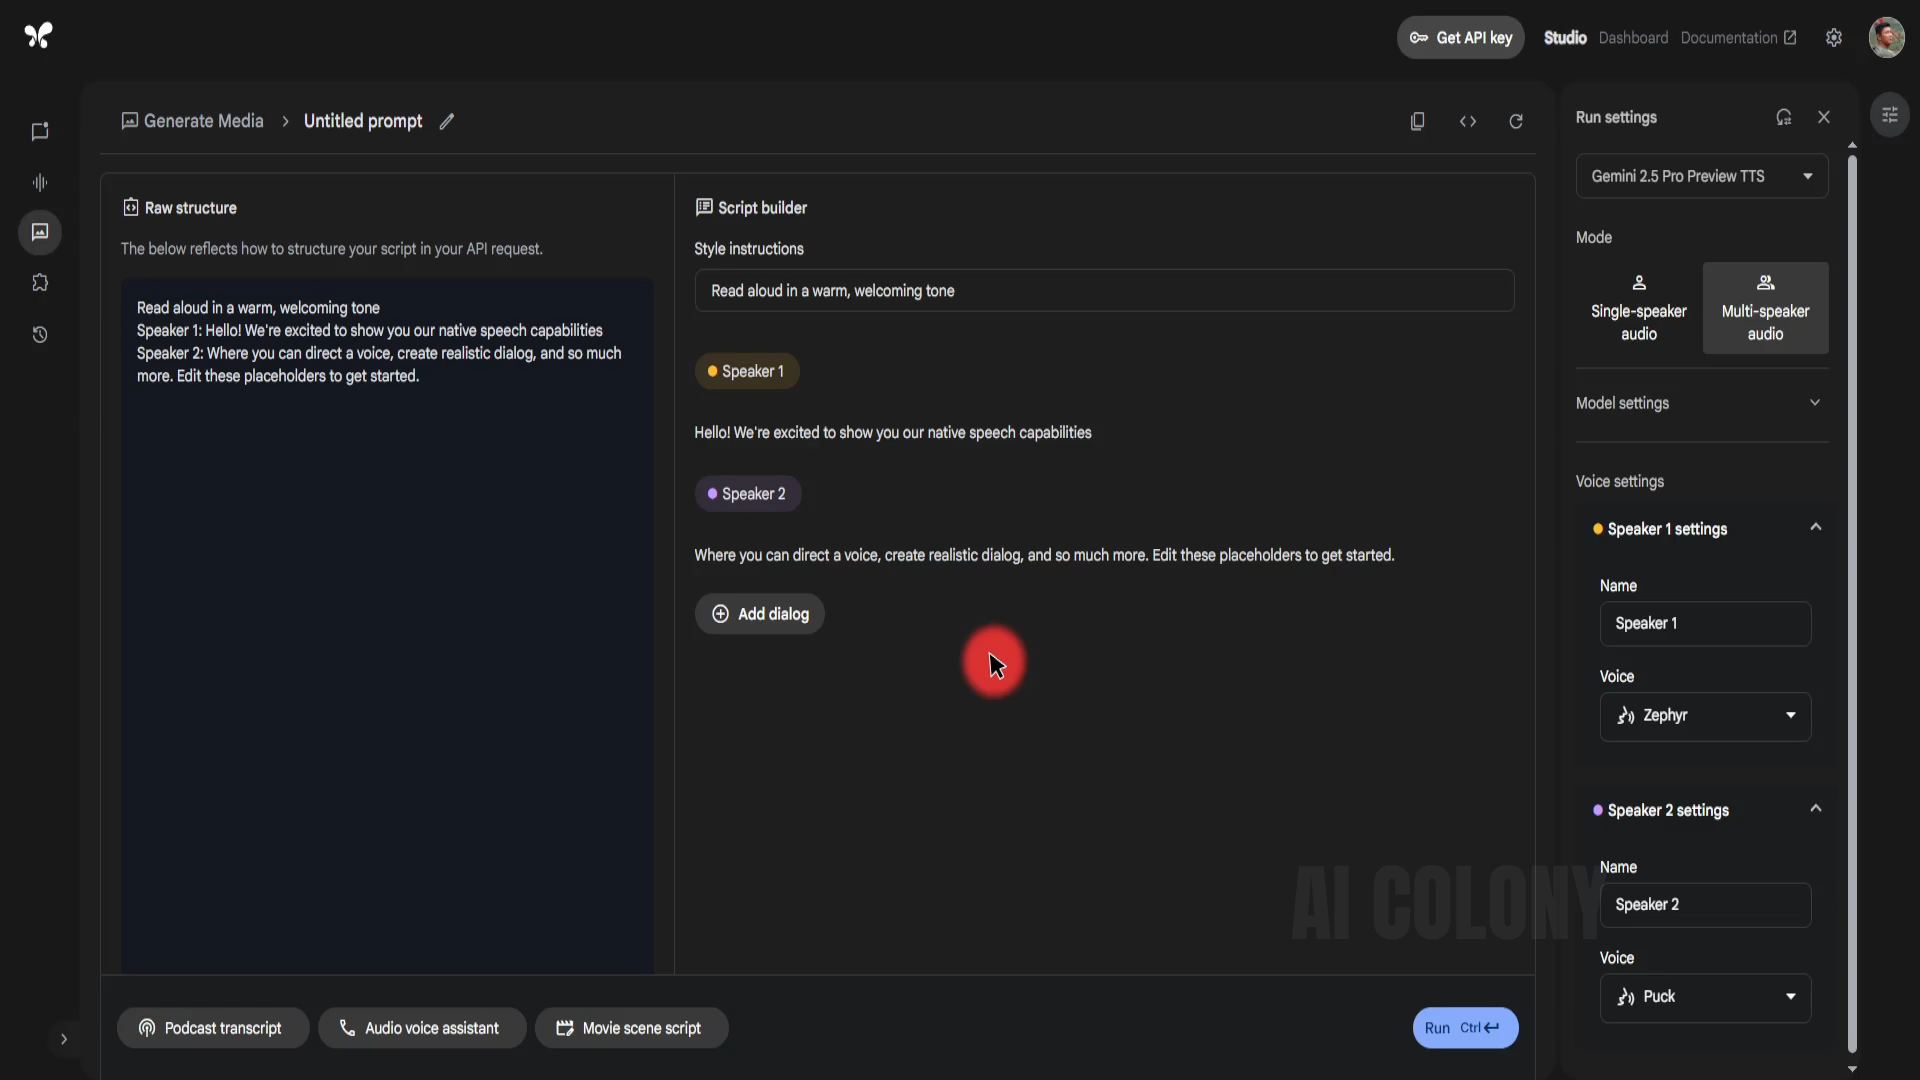 Get API key
Studio
Dashboard
Documentation
Generate Media > Untitled prompt
Raw structure
The below reflects how to structure your script in your API request.
Read aloud in a warm, welcoming tone
Speaker 1: Hello! We're excited to show you our native speech capabilities
Speaker 2: Where you can direct a voice, create realistic dialog, and so much
more. Edit these placeholders to get started.
Script builder
Style instructions
Read aloud in a warm, welcoming tone
Speaker 1
Hello! We're excited to show you our native speech capabilities
Speaker 2
Where you can direct a voice, create realistic dialog, and so much more. Edit these placeholders to get started.
Add dialog
Podcast transcript
Audio voice assistant
Movie scene script
Run Ctrl
Run settings
Gemini 2.5 Pro Preview TTS
Mode
Single-speaker
audio
Multi-speaker
audio
Model settings
Voice settings
Speaker 1 settings
Name
Speaker 1
Voice
Zephyr
Speaker 2 settings
Name
Speaker 2
Voice
Puck
AI COLONY